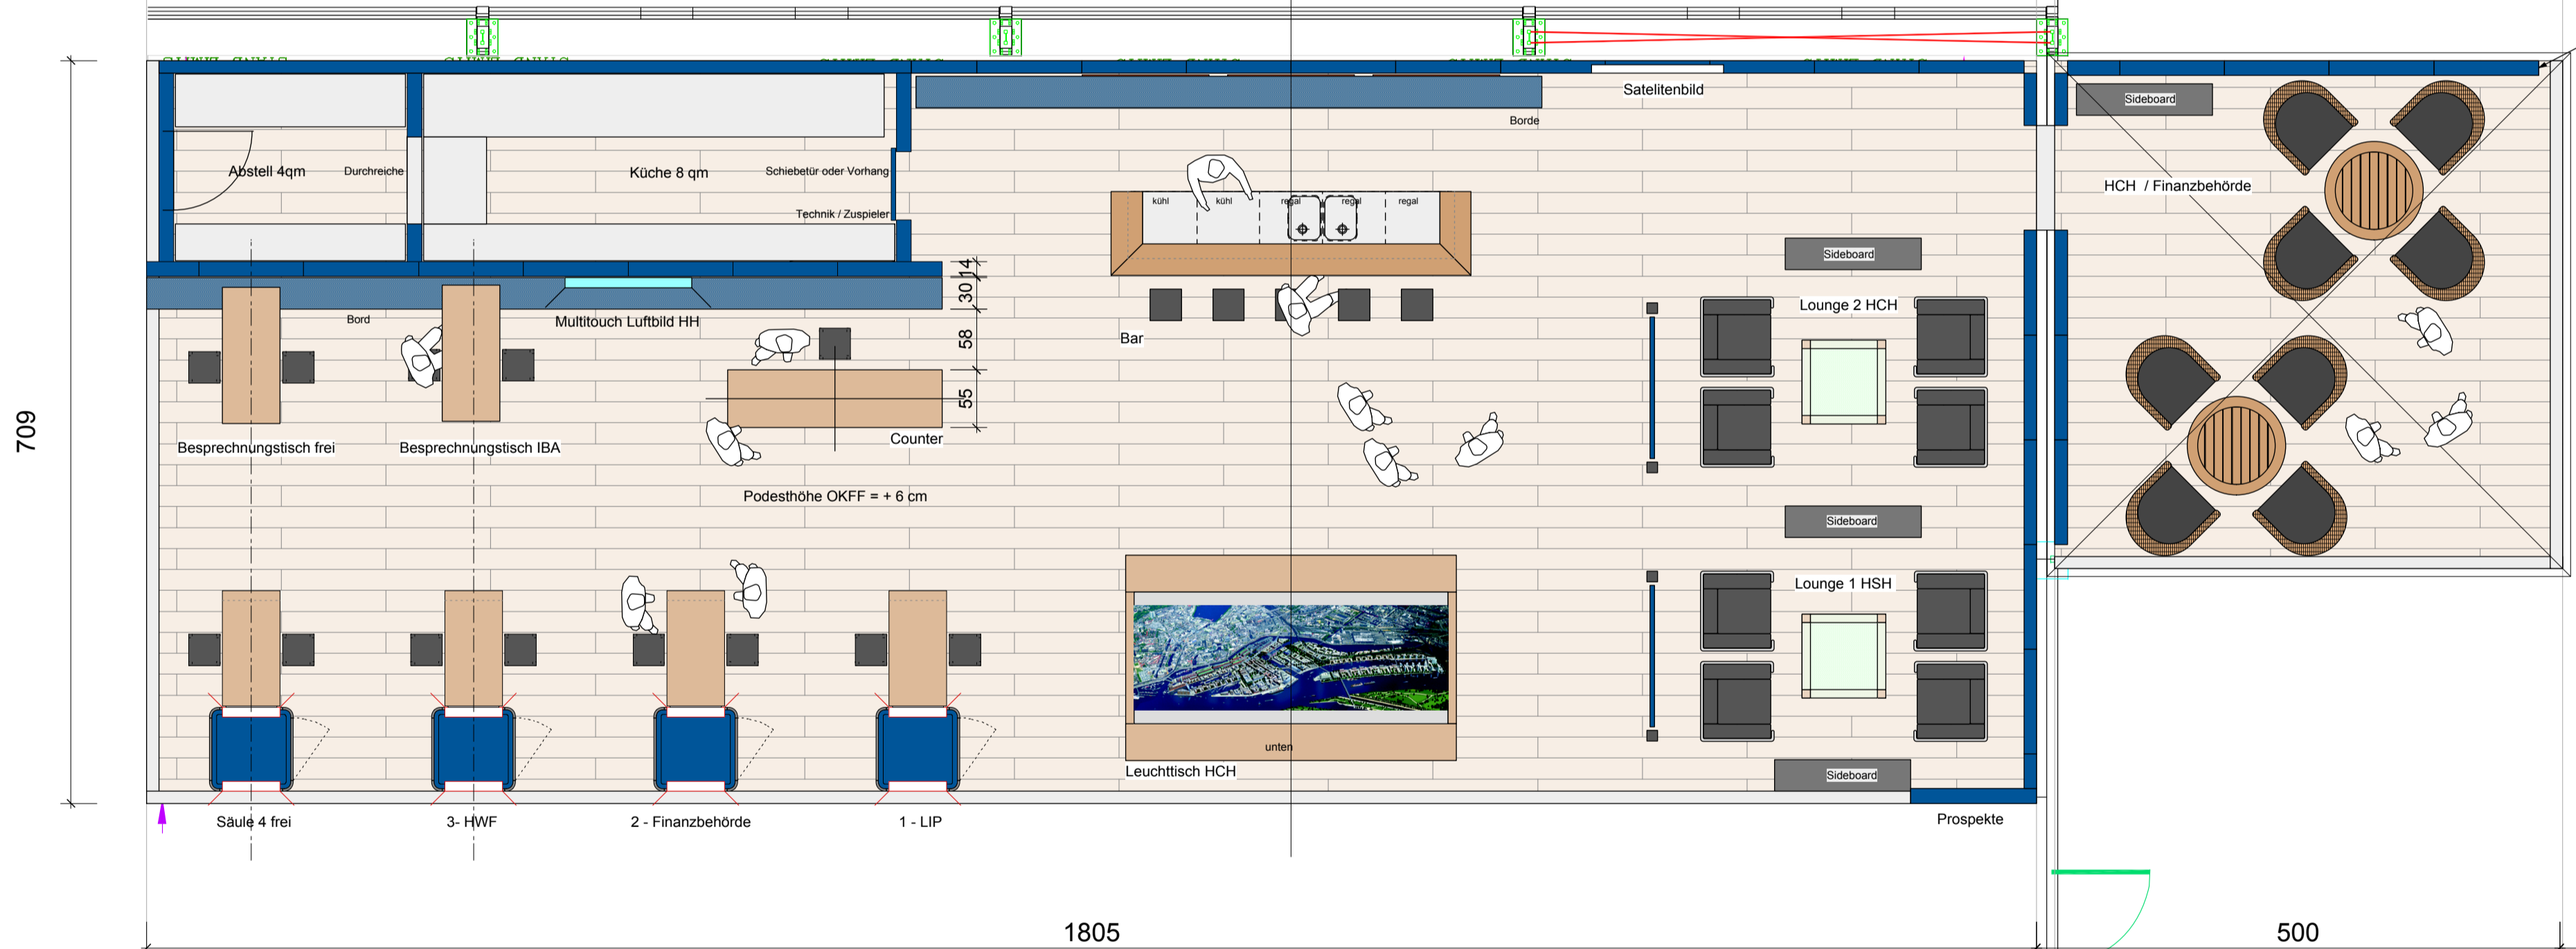 Satelitenbild
Sideboard
Borde
Abstell 4qm
Durchreiche
Küche 8 qm
Schiebetür oder Vorhang
Technik / Zuspieler
kühl
kühl
regal
regal
regal
HCH / Finanzbehörde
Sideboard
14
30
58
55
Bord
Multitouch Luftbild HH
Bar
Lounge 2 HCH
709
Besprechnungstisch frei
Besprechnungstisch IBA
Counter
Podesthöhe OKFF = + 6 cm
Sideboard
Lounge 1 HSH
unten
Leuchttisch HCH
Sideboard
Säule 4 frei
3- HWF
2 - Finanzbehörde
1 - LIP
Prospekte
1805
500